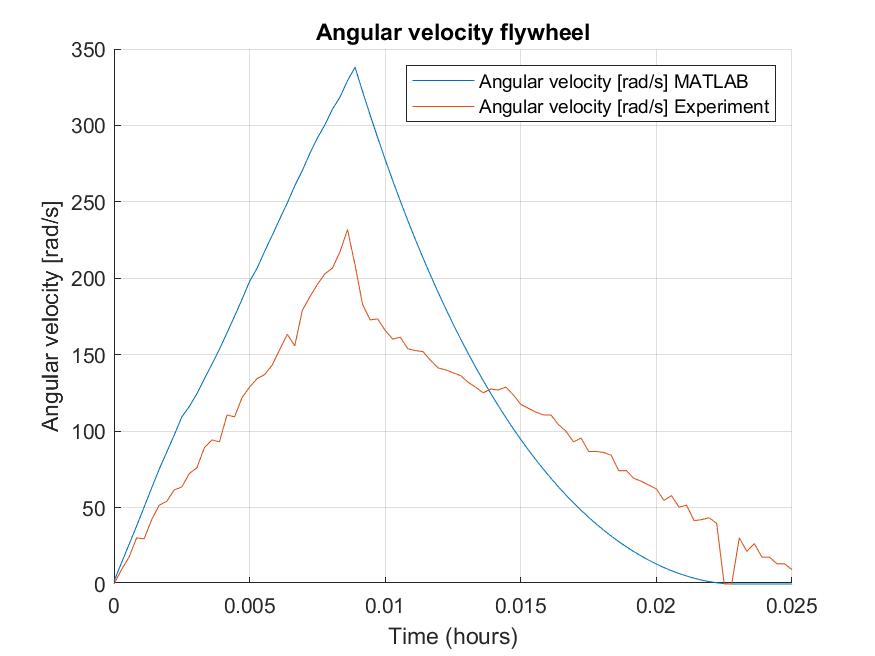 Angular velocity flywheel
350
300
250
200
150
100
50
0
Angular velocity [rad/s]
Angular velocity [rad/s] MATLAB
Angular velocity [rad/s] Experiment
0 0.005 0.01 0.015 0.02 0.025
Time (hours)